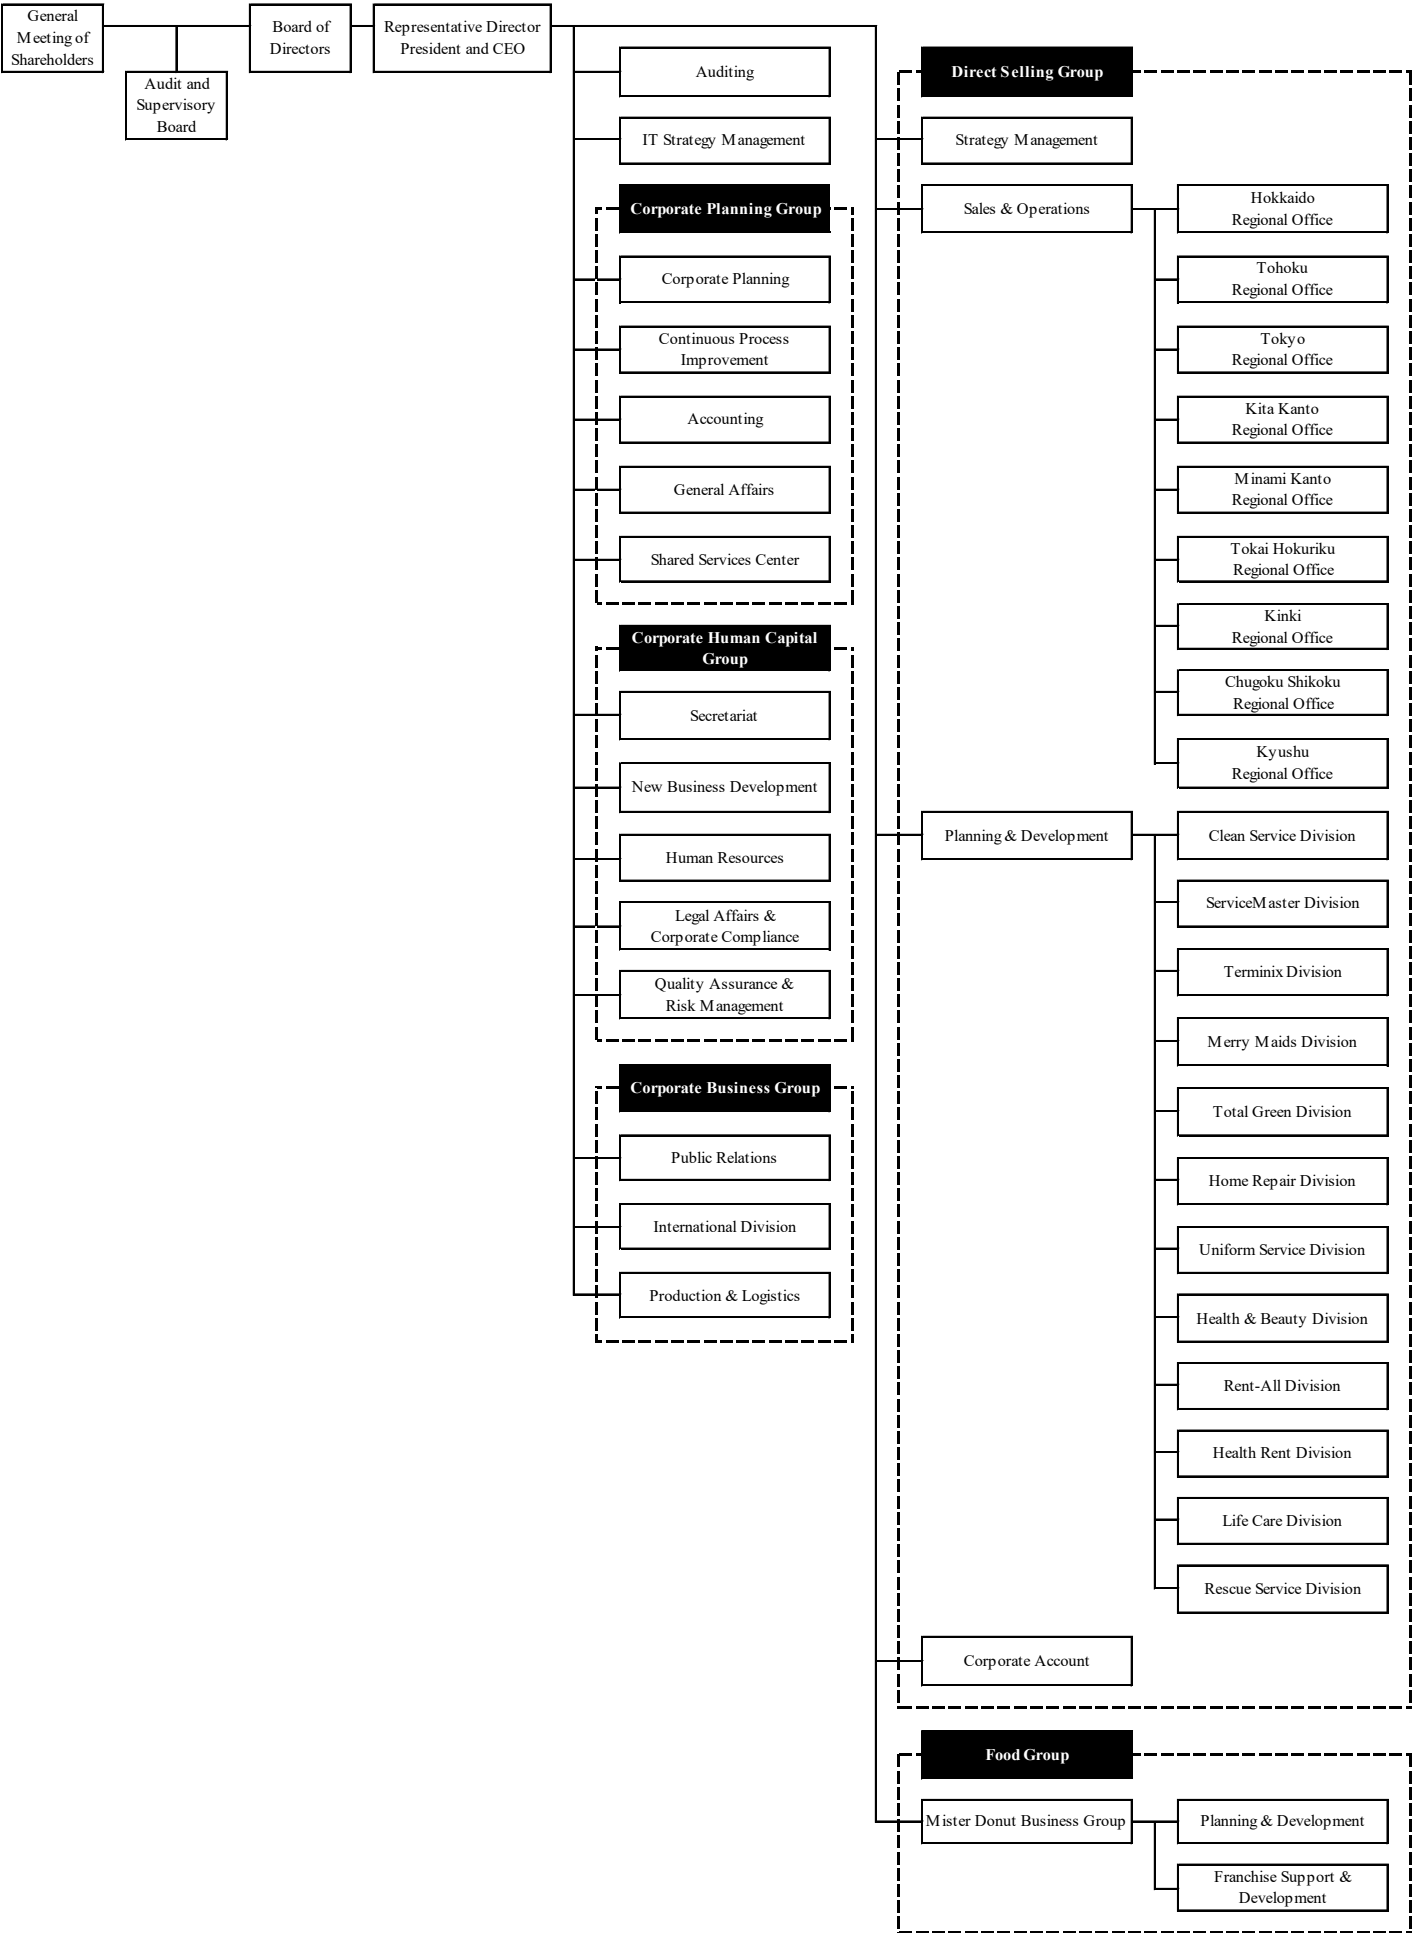 General
Meeting of
Shareholders
Audit and
Supervisory
Board
Board of
Directors
Representative Director
President and CEO
Auditing
IT Strategy Management
Corporate Planning Group
Corporate Planning
Continuous Process
Improvement
Accounting
General Affairs
Shared Services Center
Corporate Human Capital
Group
Secretariat
New Business Development
Human Resources
Legal Affairs &
Corporate Compliance
Quality Assurance &
Risk Management
Corporate Business Group
Public Relations
International Division
Production & Logistics
Direct Selling Group
Strategy Management
Sales & Operations
Hokkaido
Regional Office
Tohoku
Regional Office
Tokyo
Regional Office
Kita Kanto
Regional Office
Minami Kanto
Regional Office
Tokai Hokuriku
Regional Office
Kinki
Regional Office
Chugoku Shikoku
Regional Office
Kyushu
Regional Office
Planning & Development
Clean Service Division
ServiceMaster Division
Terminix Division
Merry Maids Division
Total Green Division
Home Repair Division
Uniform Service Division
Health & Beauty Division
Rent-All Division
Health Rent Division
Life Care Division
Rescue Service Division
Corporate Account
Food Group
Mister Donut Business Group
Planning & Development
Franchise Support &
Development